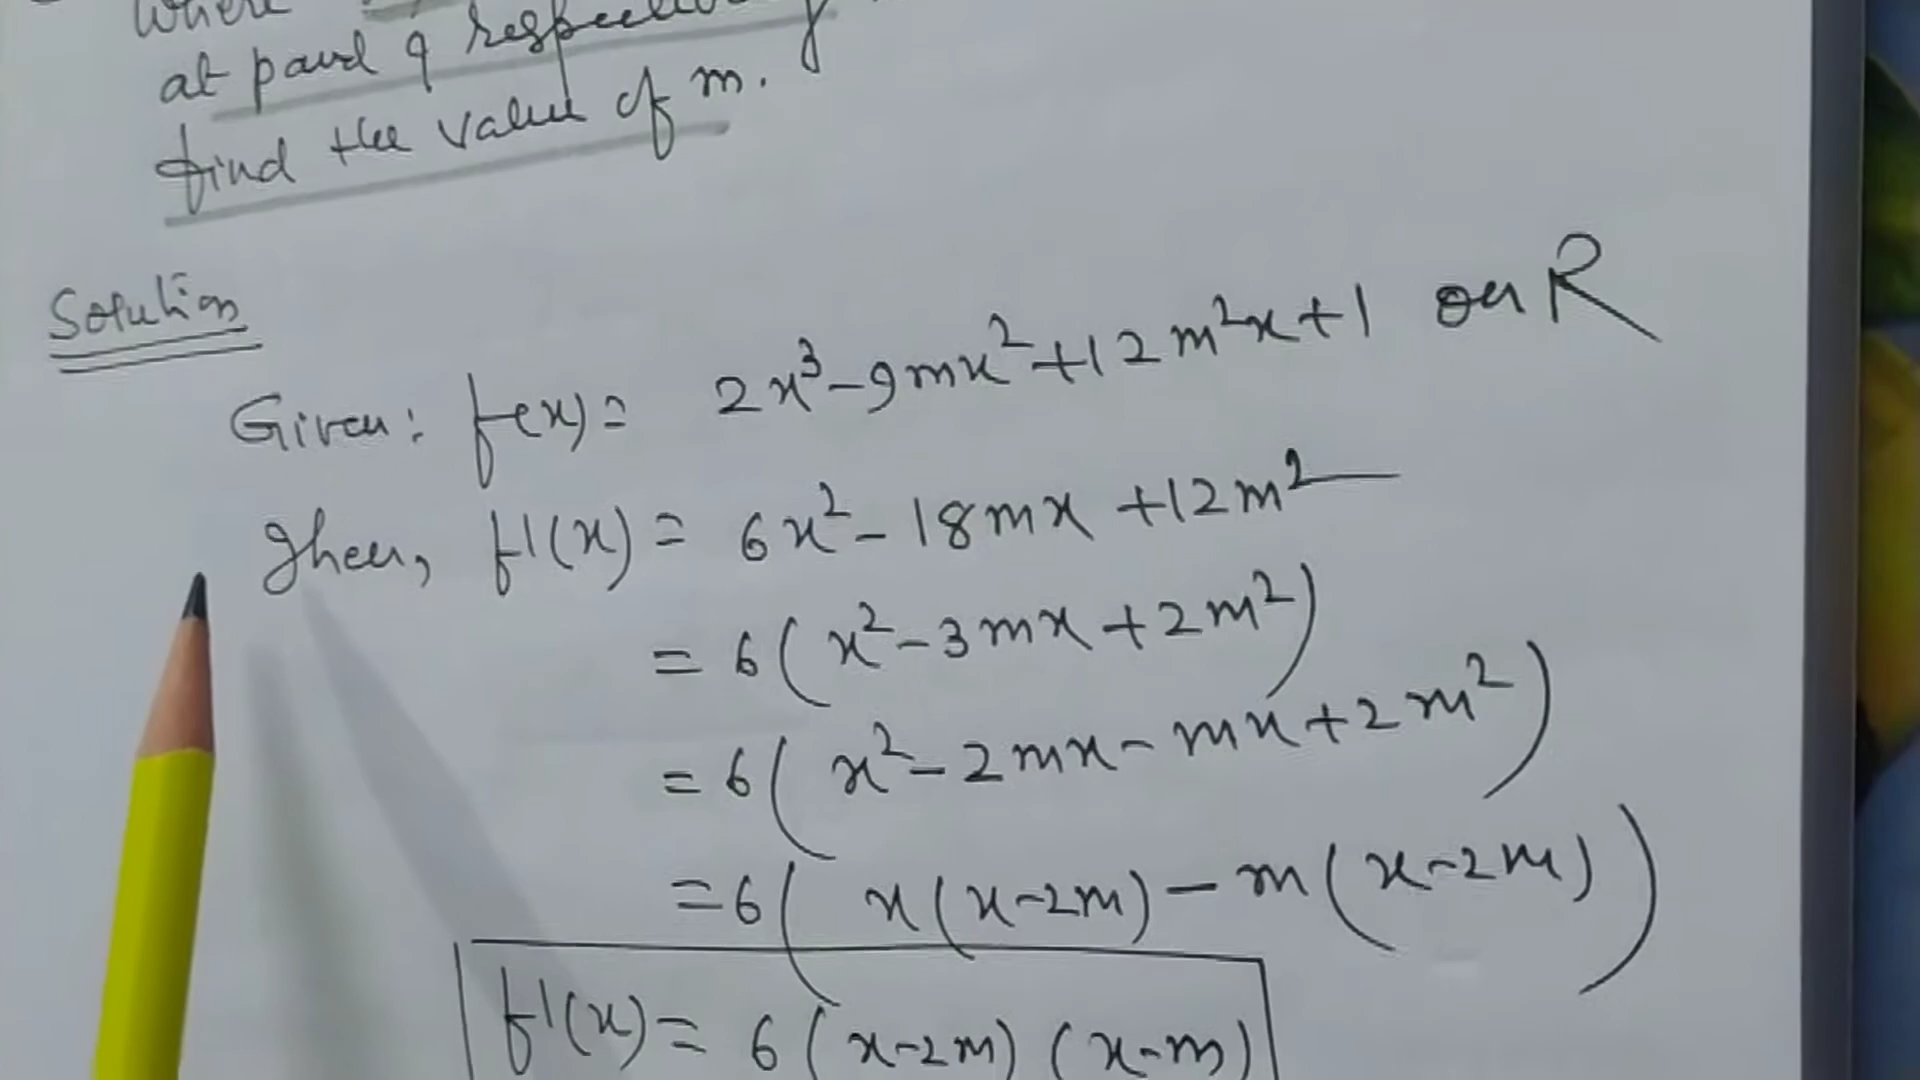 where
at p and q respectively
find the value of m.
Solution
Given: f(x) = 2x³-9mx²+12m²x+1 on R
Then, f'(x) = 6x² - 18mx + 12m²
= 6(x²-3mx+2m²)
= 6(x²-2mx-mx+2m²)
= 6(x(x-2m) - m(x-2m))
f'(x) = 6(x-2m)(x-m)